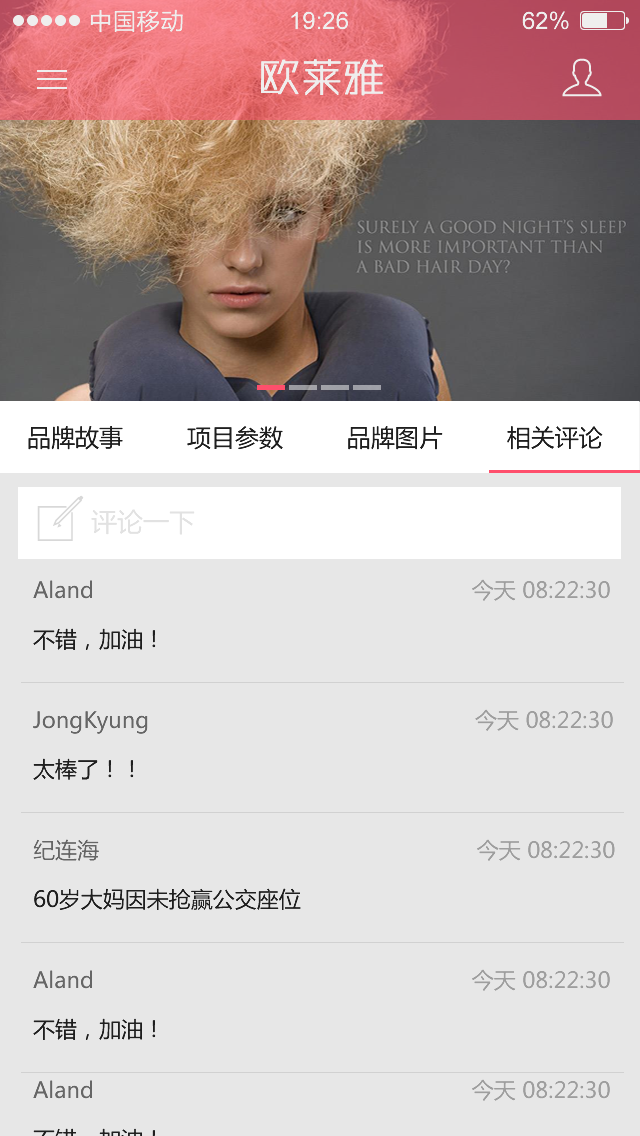 中国移动 19:26 62%
欧莱雅
SURELY A GOOD NIGHT'S SLEEP
IS MORE IMPORTANT THAN
A BAD HAIR DAY?
品牌故事 项目参数 品牌图片 相关评论
评论一下
Aland 今天 08:22:30
不错，加油！
JongKyung 今天 08:22:30
太棒了！！
纪连海 今天 08:22:30
60岁大妈因未抢赢公交座位
Aland 今天 08:22:30
不错，加油！
Aland 今天 08:22:30
不错，加油！